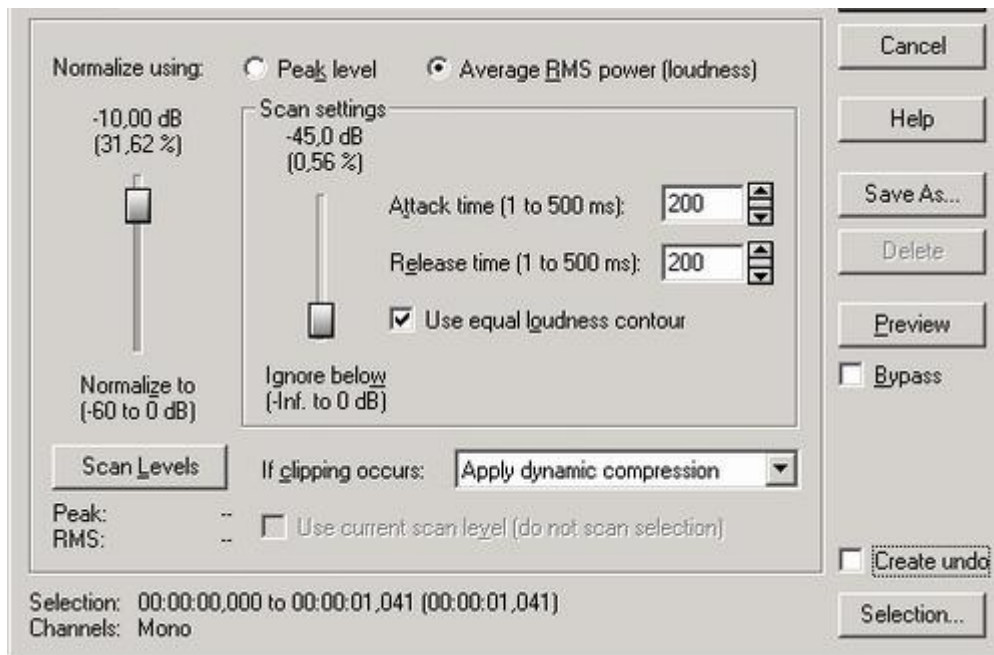 Normalize using: Peak level Average RMS power (loudness)
Cancel
-10,00 dB
(31,62 %)
Scan settings
-45,0 dB
(0,56 %)
Help
Attack time (1 to 500 ms): 200
Save As...
Release time (1 to 500 ms): 200
Delete
Use equal loudness contour
Preview
Normalize to
(-60 to 0 dB)
Ignore below
(-Inf. to 0 dB)
Bypass
Scan Levels
If clipping occurs: Apply dynamic compression
Peak: --
RMS: --
Use current scan level (do not scan selection)
Create undo
Selection: 00:00:00,000 to 00:00:01,041 (00:00:01,041)
Channels: Mono
Selection...